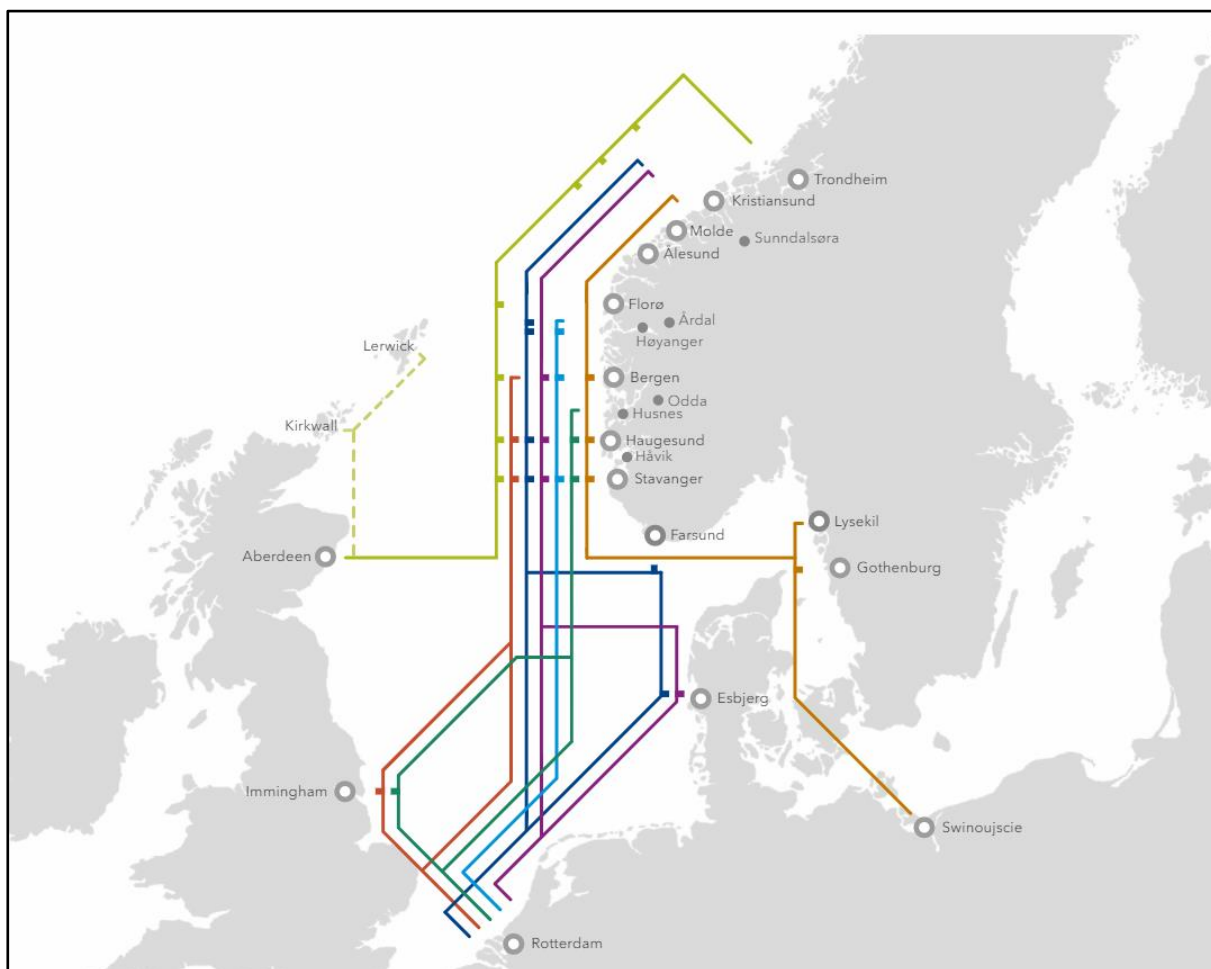 Trondheim
Kristiansund
Molde
Sunndalsøra
Ålesund
Florø
Årdal
Høyanger
Lerwick
Bergen
Odda
Husnes
Kirkwall
Haugesund
Håvik
Stavanger
Lysekil
Farsund
Aberdeen
Gothenburg
Esbjerg
Immingham
Swinoujscie
Rotterdam